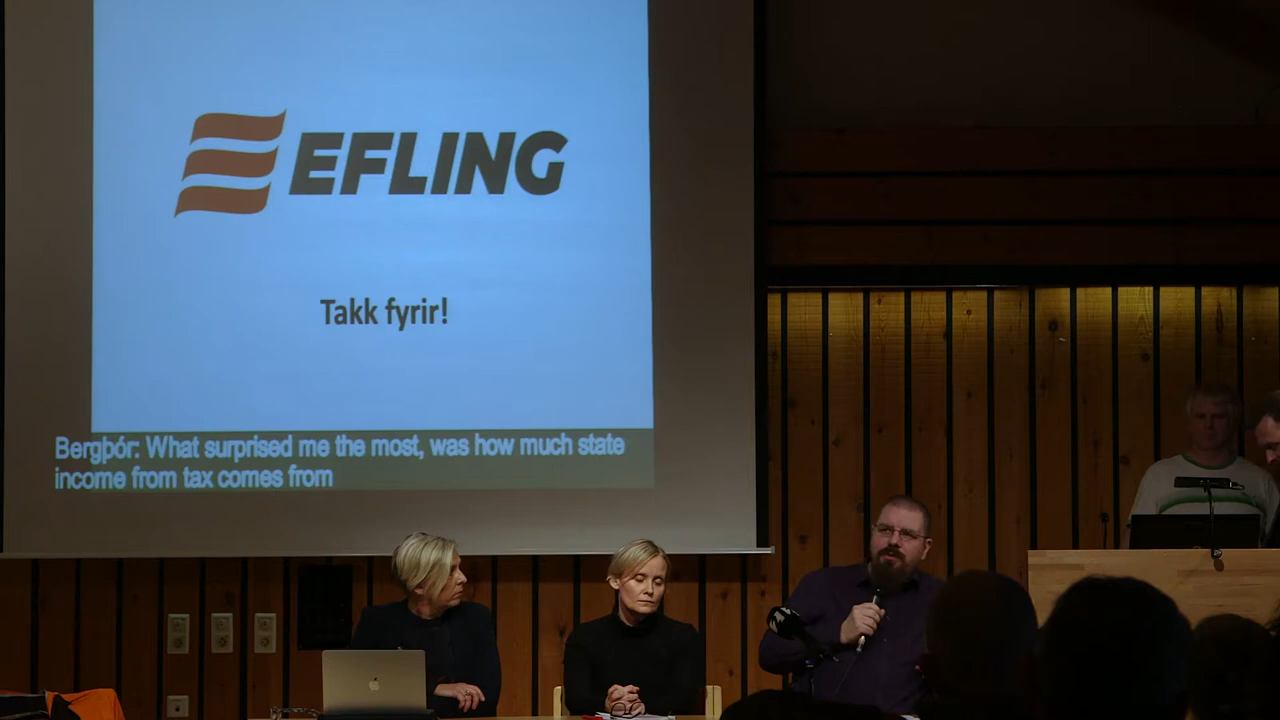 EFLING
Takk fyrir!
Bergþór: What surprised me the most, was how much state
income from tax comes from